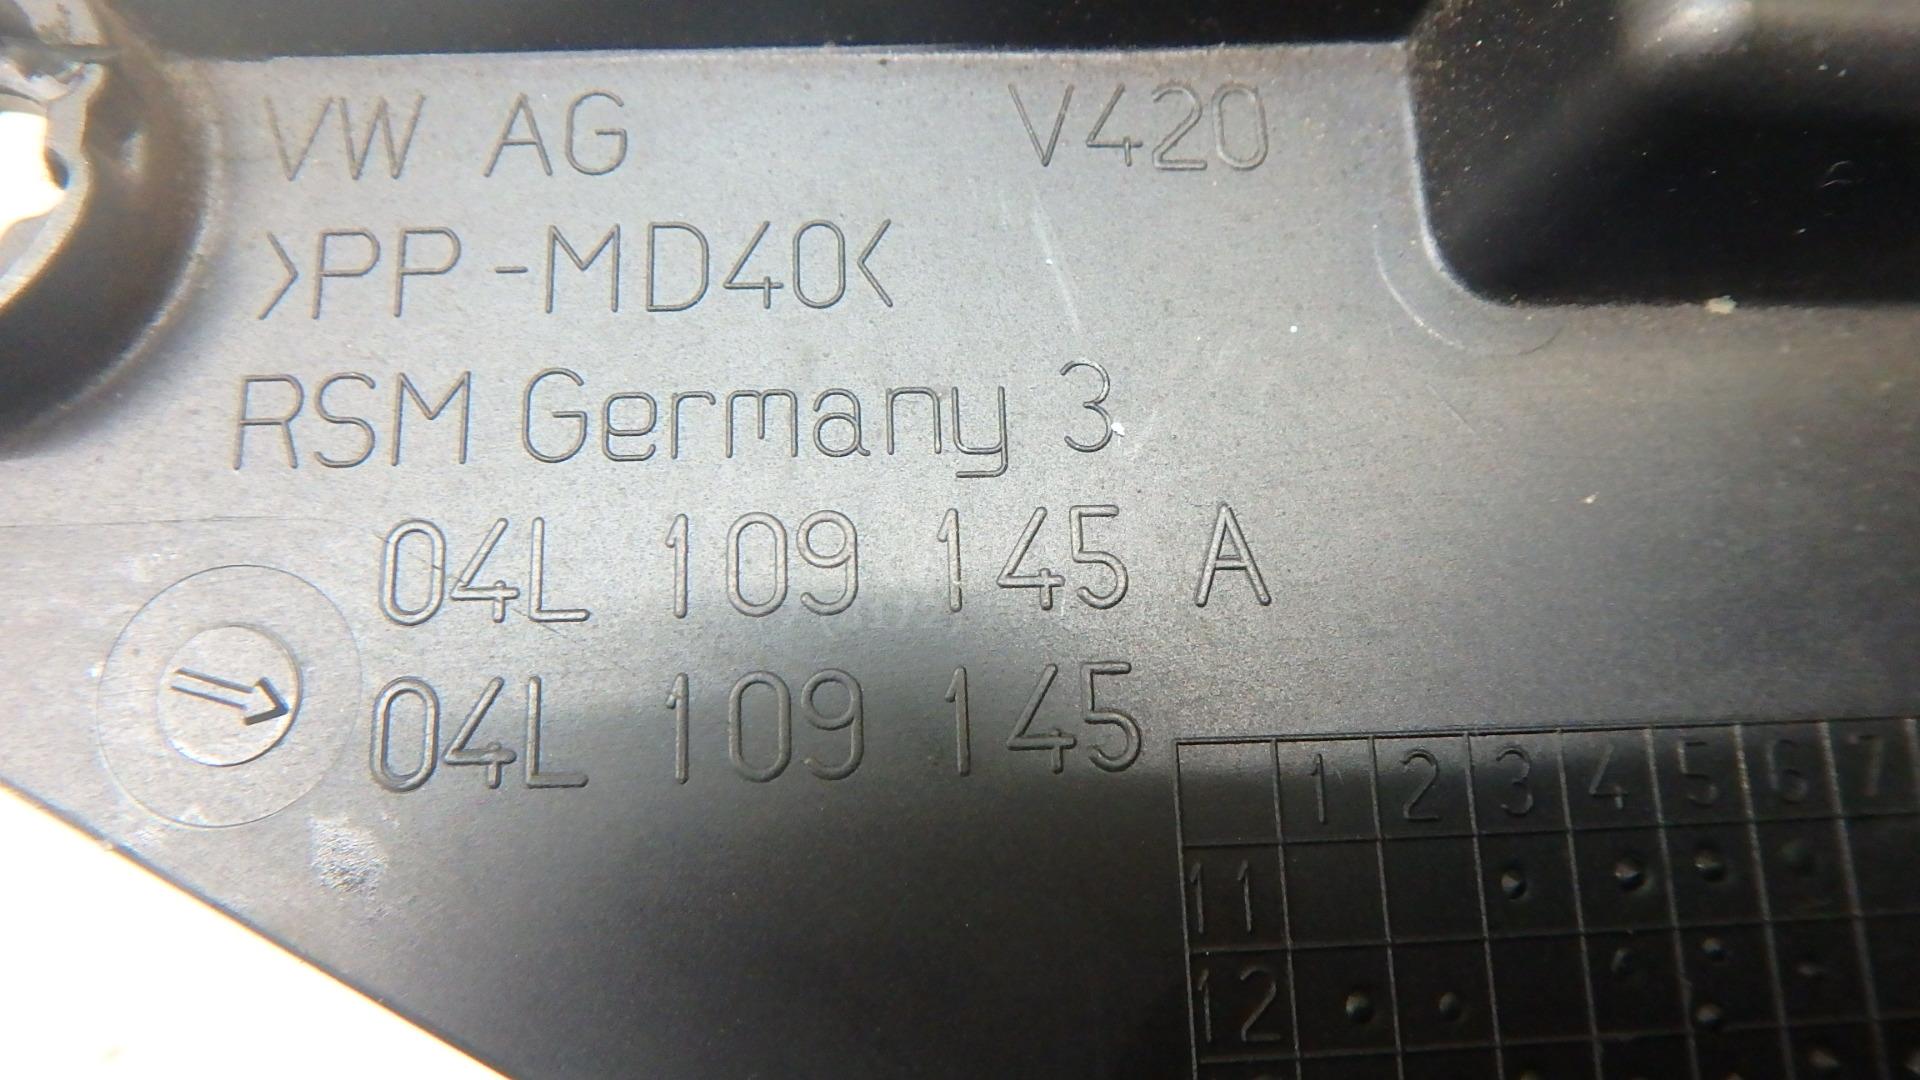 VW AG V420
>PP-MD40<
RSM Germany 3
04L 109 145 A
04L 109 145
1 2 3 4 5 6 7
11
12